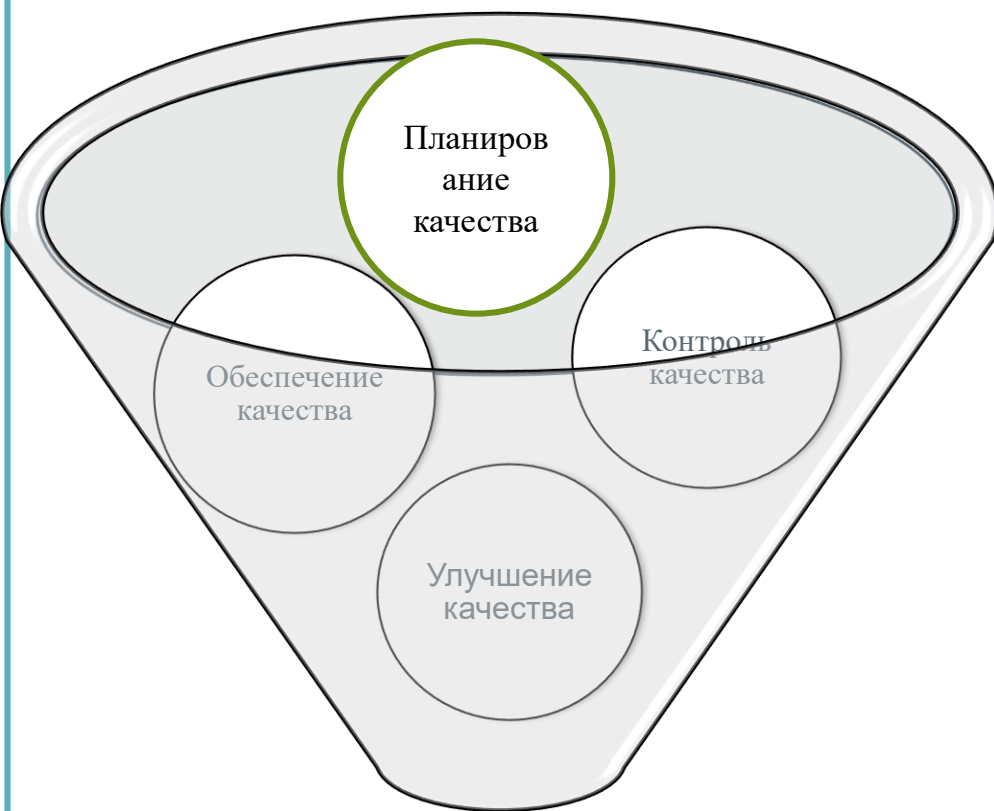 Планиров
ание
качества
Обеспечение
качества
Контроль
качества
Улучшение
качества